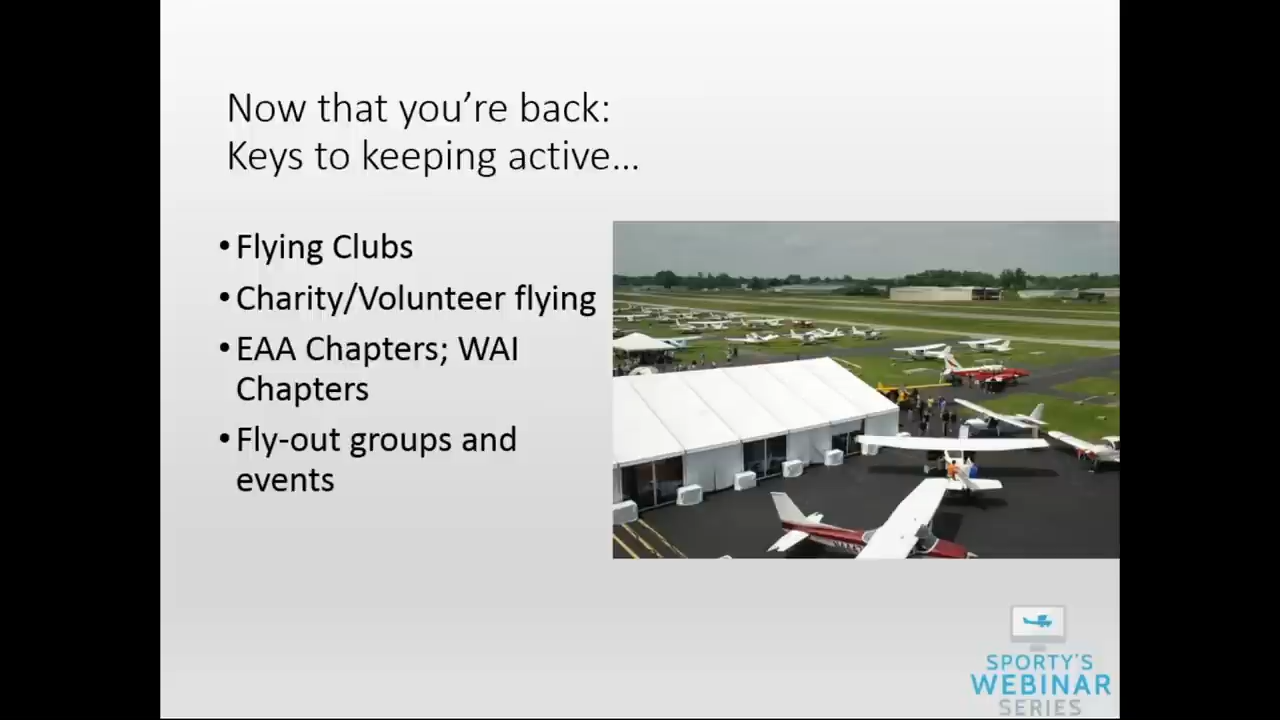 Now that you’re back:
Keys to keeping active…
• Flying Clubs
• Charity/Volunteer flying
• EAA Chapters; WAI
Chapters
• Fly-out groups and
events
SPORTY'S
WEBINAR
SERIES